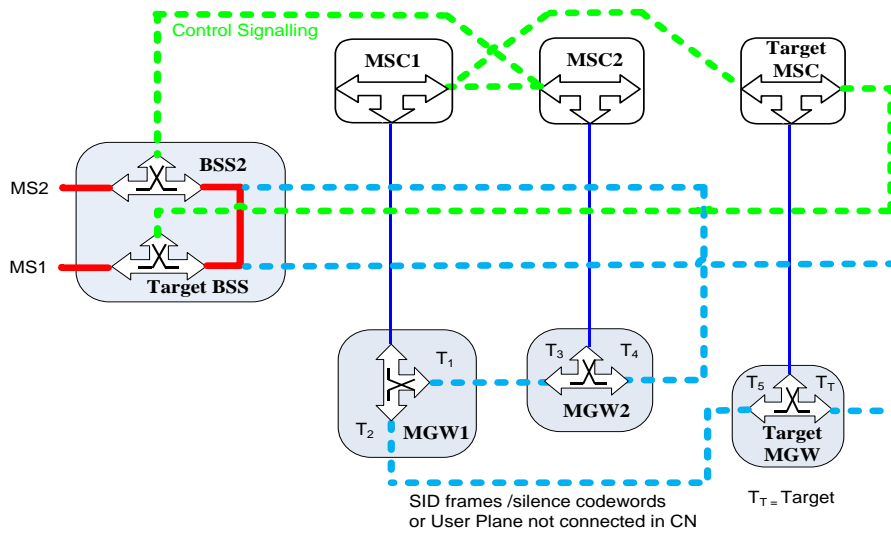 Control Signalling
MSC1
MSC2
Target
MSC
BSS2
MS2
MS1
Target BSS
T1
T2
MGW1
T3
T4
MGW2
T5
TT
Target
MGW
SID frames /silence codewords
or User Plane not connected in CN
TT = Target